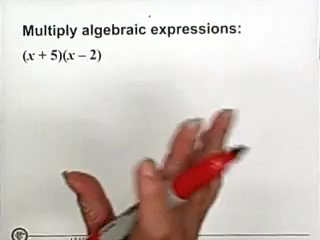 Multiply algebraic expressions:
(x + 5)(x – 2)